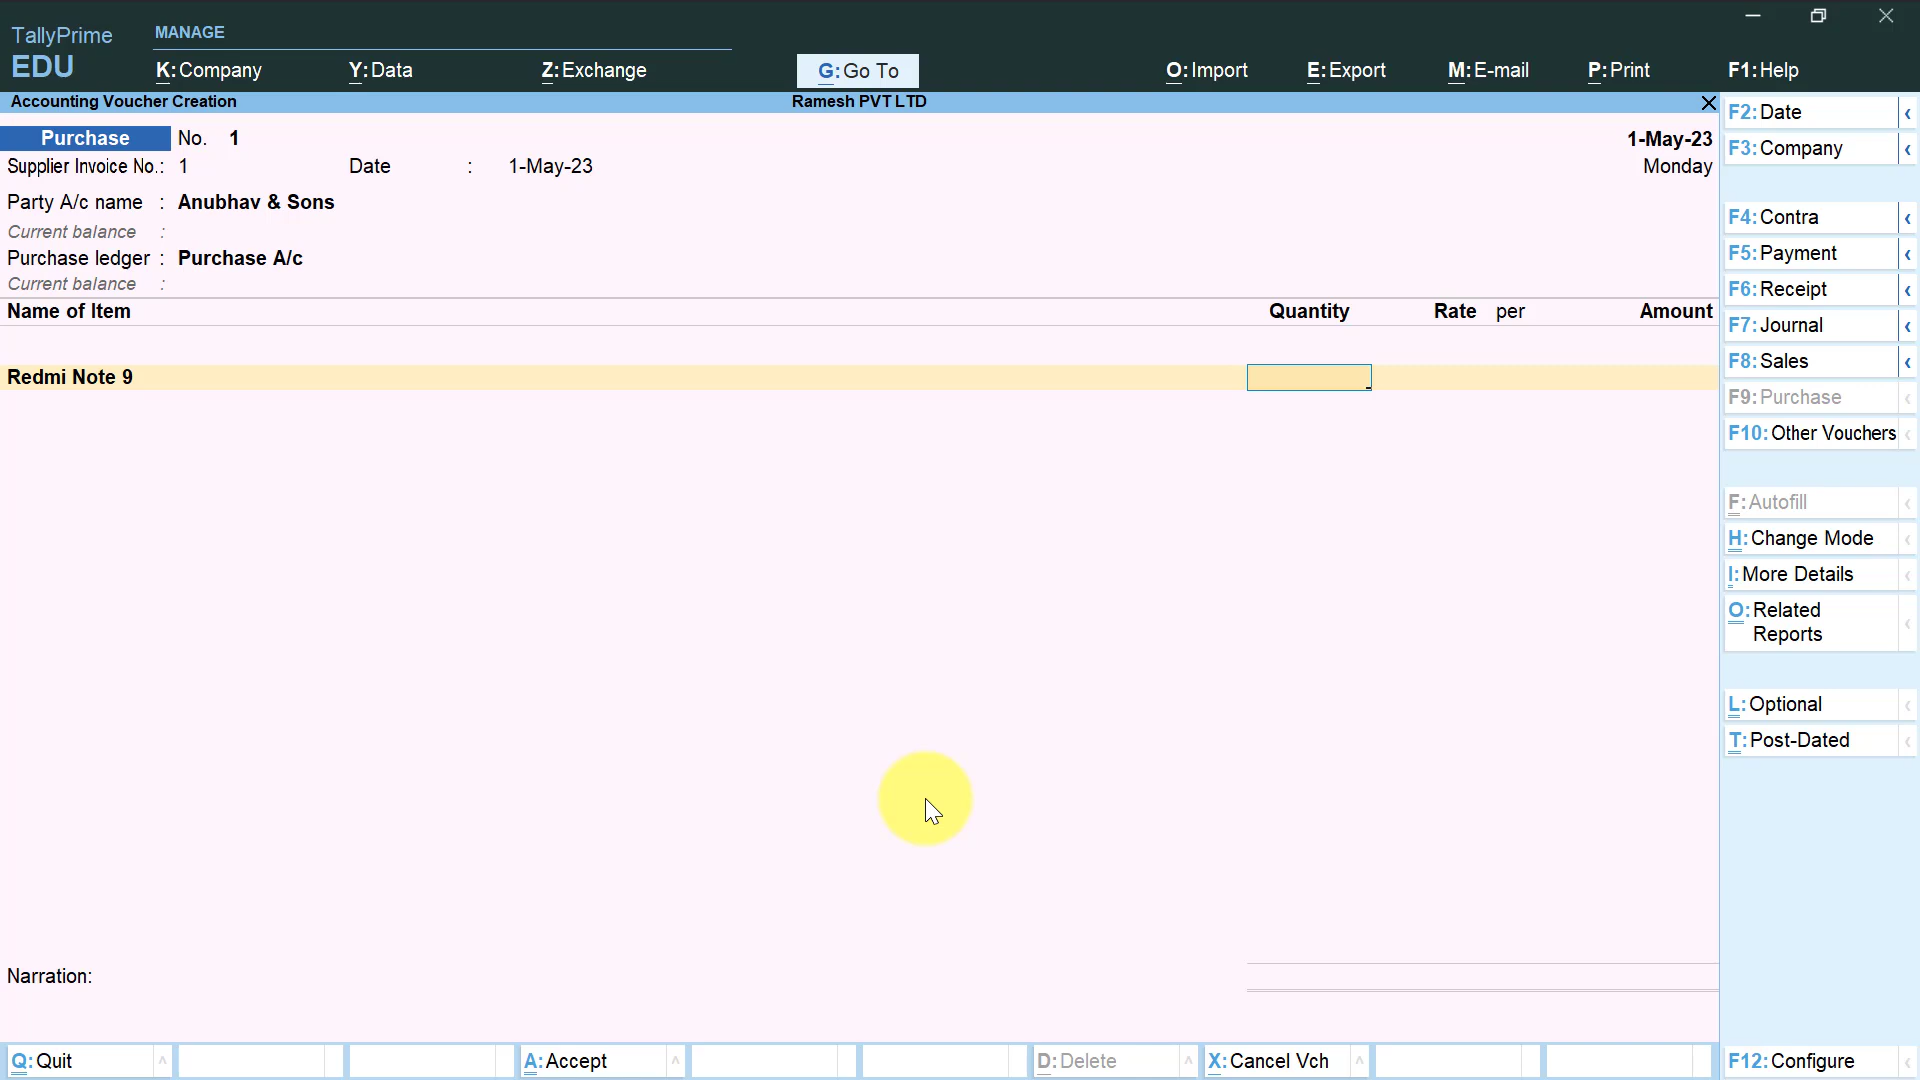 TallyPrime
EDU
MANAGE
K: Company Y: Data Z: Exchange G: Go To O: Import E: Export M: E-mail P: Print F1: Help
Accounting Voucher Creation Ramesh PVT LTD
Purchase No. 1 1-May-23
Supplier Invoice No.: 1 Date : 1-May-23 Monday
Party A/c name : Anubhav & Sons
Current balance :
Purchase ledger : Purchase A/c
Current balance :
Name of Item Quantity Rate per Amount
Redmi Note 9
Narration:
F2: Date
F3: Company
F4: Contra
F5: Payment
F6: Receipt
F7: Journal
F8: Sales
F9: Purchase
F10: Other Vouchers
F: Autofill
H: Change Mode
I: More Details
O: Related
Reports
L: Optional
T: Post-Dated
Q: Quit A: Accept D: Delete X: Cancel Vch F12: Configure